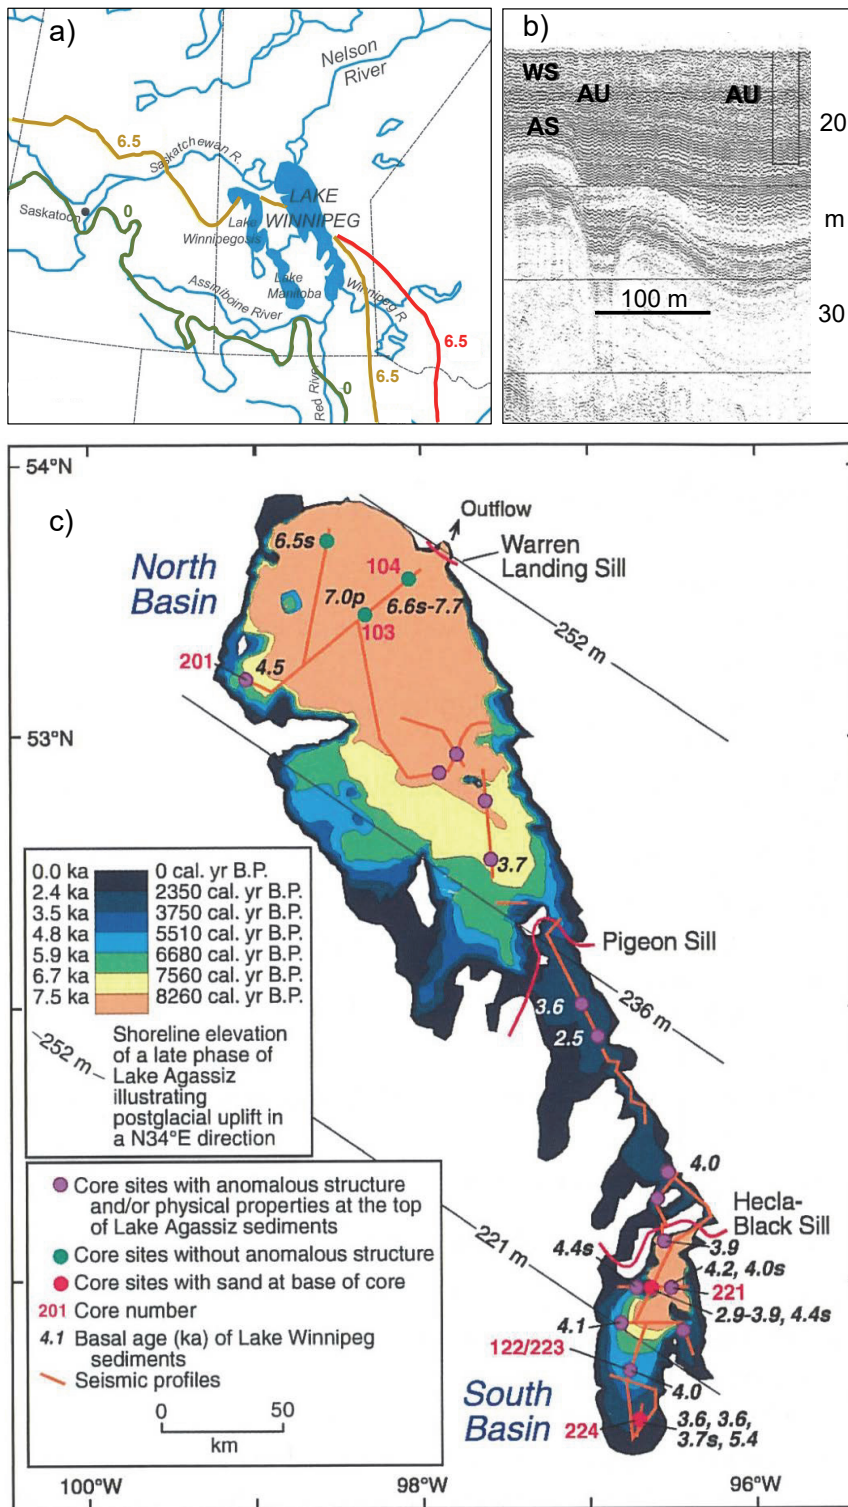 a)
Nelson
River
6.5
Saskatchewan R.
Saskatoon
0
LAKE
WINNIPEG
Lake
Winnipegosis
Lake
Manitoba
Winnipeg R
Assiniboine River
6.5
6.5
0
Red River
b)
WS
AU
AU
AS
20
m
100 m
30
c)
54°N
Outflow
Warren
Landing Sill
North
Basin
6.5s
104
7.0p
6.6s-7.7
103
252 m
201
4.5
53°N
3.7
0.0 ka 0 cal. yr B.P.
2.4 ka 2350 cal. yr B.P.
3.5 ka 3750 cal. yr B.P.
4.8 ka 5510 cal. yr B.P.
5.9 ka 6680 cal. yr B.P.
6.7 ka 7560 cal. yr B.P.
7.5 ka 8260 cal. yr B.P.
252 m
Shoreline elevation
of a late phase of
Lake Agassiz
illustrating
postglacial uplift in
a N34°E direction
Pigeon Sill
3.6
236 m
2.5
4.0
Hecla-
Black Sill
221 m
4.4s
3.9
4.2, 4.0s
221
2.9-3.9, 4.4s
4.1
122/223
4.0
South
Basin
224
3.6, 3.6,
3.7s, 5.4
Core sites with anomalous structure
and/or physical properties at the top
of Lake Agassiz sediments
Core sites without anomalous structure
Core sites with sand at base of core
201 Core number
4.1 Basal age (ka) of Lake Winnipeg
sediments
Seismic profiles
0 50
km
100°W
98°W
96°W